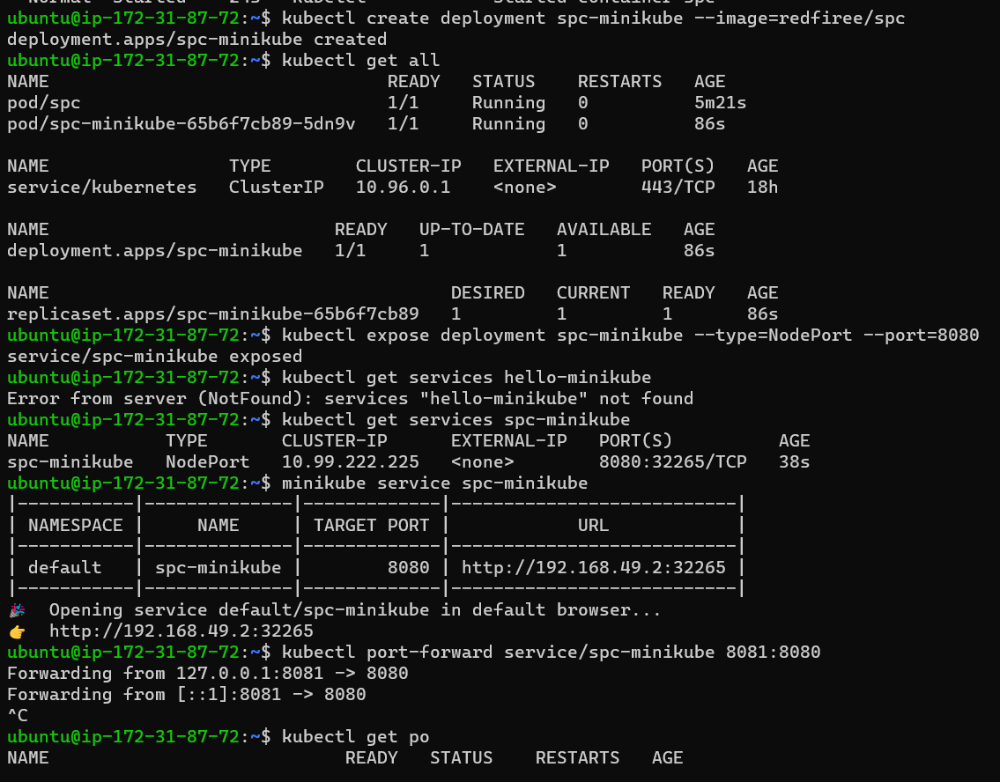 Normal  Started    24s   kubelet            Started container spc
ubuntu@ip-172-31-87-72:~$ kubectl create deployment spc-minikube --image=redfiree/spc
deployment.apps/spc-minikube created
ubuntu@ip-172-31-87-72:~$ kubectl get all
NAME                                READY   STATUS    RESTARTS   AGE
pod/spc                             1/1     Running   0          5m21s
pod/spc-minikube-65b6f7cb89-5dn9v   1/1     Running   0          86s

NAME                 TYPE        CLUSTER-IP   EXTERNAL-IP   PORT(S)   AGE
service/kubernetes   ClusterIP   10.96.0.1    <none>        443/TCP   18h

NAME                           READY   UP-TO-DATE   AVAILABLE   AGE
deployment.apps/spc-minikube   1/1     1            1           86s

NAME                                      DESIRED   CURRENT   READY   AGE
replicaset.apps/spc-minikube-65b6f7cb89   1         1         1       86s
ubuntu@ip-172-31-87-72:~$ kubectl expose deployment spc-minikube --type=NodePort --port=8080
service/spc-minikube exposed
ubuntu@ip-172-31-87-72:~$ kubectl get services hello-minikube
Error from server (NotFound): services "hello-minikube" not found
ubuntu@ip-172-31-87-72:~$ kubectl get services spc-minikube
NAME           TYPE       CLUSTER-IP      EXTERNAL-IP   PORT(S)          AGE
spc-minikube   NodePort   10.99.222.225   <none>        8080:32265/TCP   38s
ubuntu@ip-172-31-87-72:~$ minikube service spc-minikube
|-----------|--------------|-------------|---------------------------|
| NAMESPACE |     NAME     | TARGET PORT |            URL            |
|-----------|--------------|-------------|---------------------------|
| default   | spc-minikube |        8080 | http://192.168.49.2:32265 |
|-----------|--------------|-------------|---------------------------|
🎉  Opening service default/spc-minikube in default browser...
👉  http://192.168.49.2:32265
ubuntu@ip-172-31-87-72:~$ kubectl port-forward service/spc-minikube 8081:8080
Forwarding from 127.0.0.1:8081 -> 8080
Forwarding from [::1]:8081 -> 8080
^C
ubuntu@ip-172-31-87-72:~$ kubectl get po
NAME                            READY   STATUS    RESTARTS   AGE